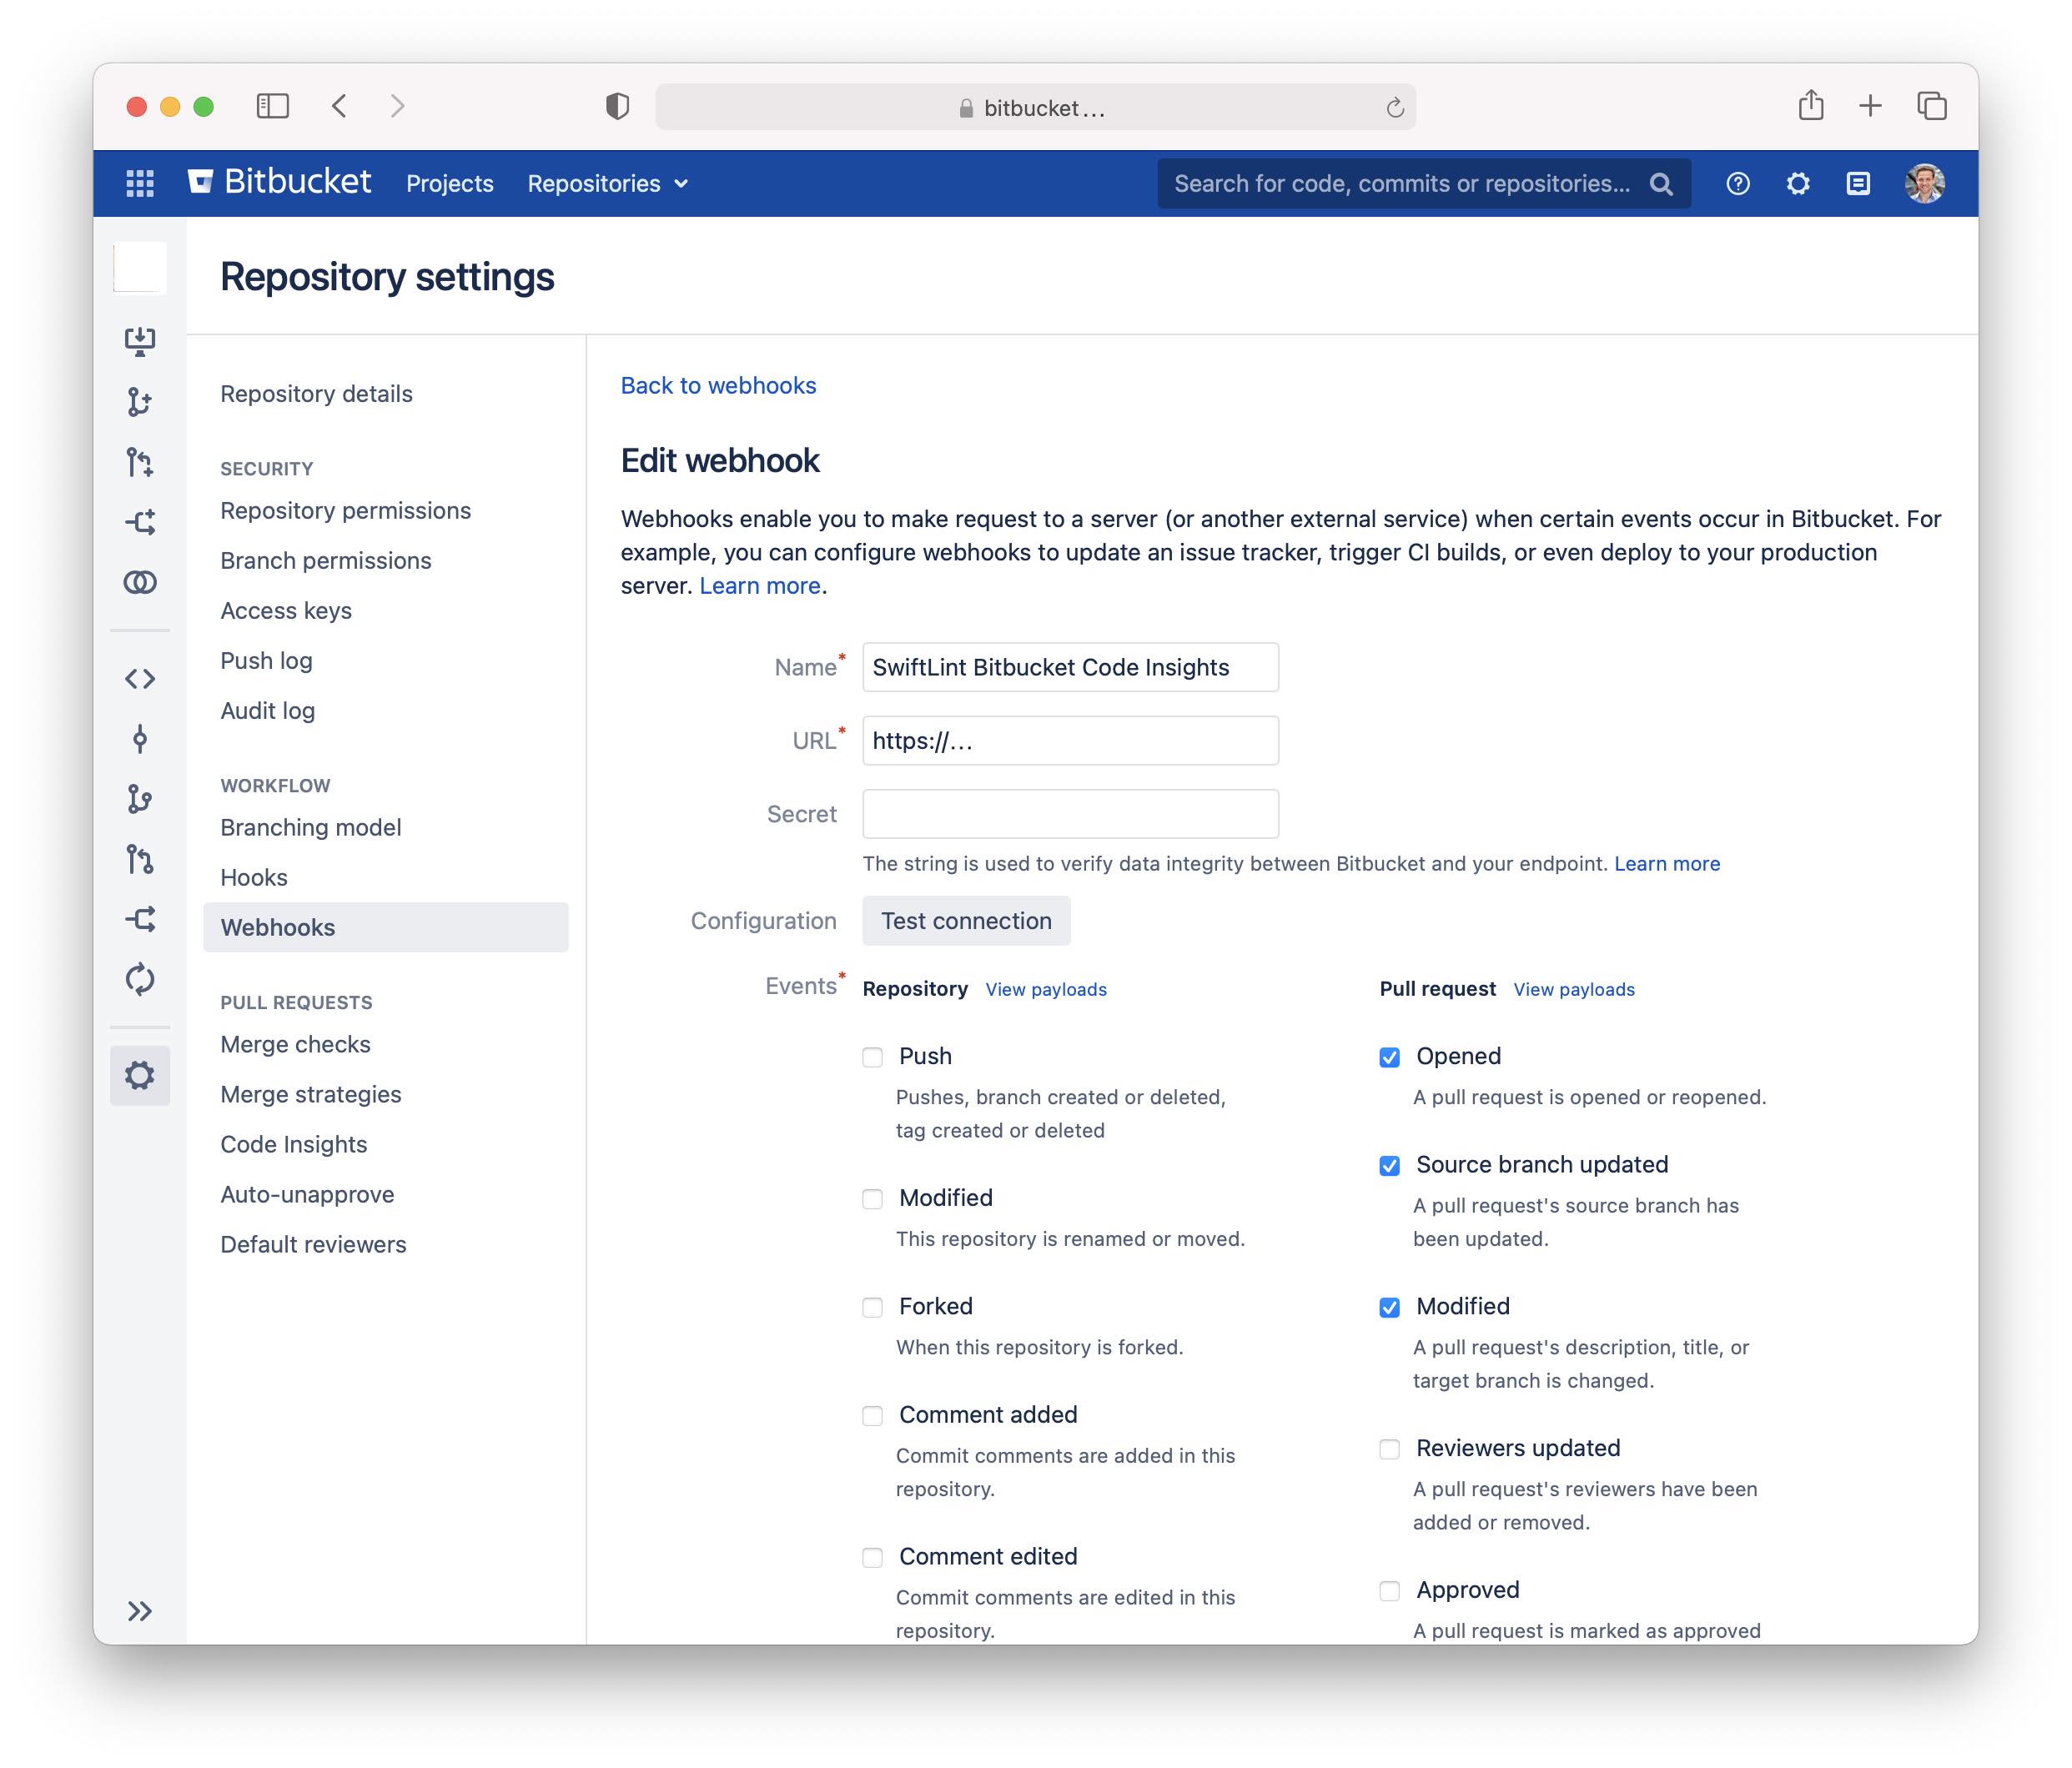 bitbucket...
Bitbucket
Projects
Repositories
Search for code, commits or repositories...
Repository settings
Repository details
SECURITY
Repository permissions
Branch permissions
Access keys
Push log
Audit log
WORKFLOW
Branching model
Hooks
Webhooks
PULL REQUESTS
Merge checks
Merge strategies
Code Insights
Auto-unapprove
Default reviewers
Back to webhooks
Edit webhook
Webhooks enable you to make request to a server (or another external service) when certain events occur in Bitbucket. For
example, you can configure webhooks to update an issue tracker, trigger CI builds, or even deploy to your production
server. Learn more.
Name*
SwiftLint Bitbucket Code Insights
URL*
https://...
Secret
The string is used to verify data integrity between Bitbucket and your endpoint. Learn more
Configuration
Test connection
Events*
Repository View payloads
Push
Pushes, branch created or deleted,
tag created or deleted
Modified
This repository is renamed or moved.
Forked
When this repository is forked.
Comment added
Commit comments are added in this
repository.
Comment edited
Commit comments are edited in this
repository.
Pull request View payloads
Opened
A pull request is opened or reopened.
Source branch updated
A pull request's source branch has
been updated.
Modified
A pull request's description, title, or
target branch is changed.
Reviewers updated
A pull request's reviewers have been
added or removed.
Approved
A pull request is marked as approved